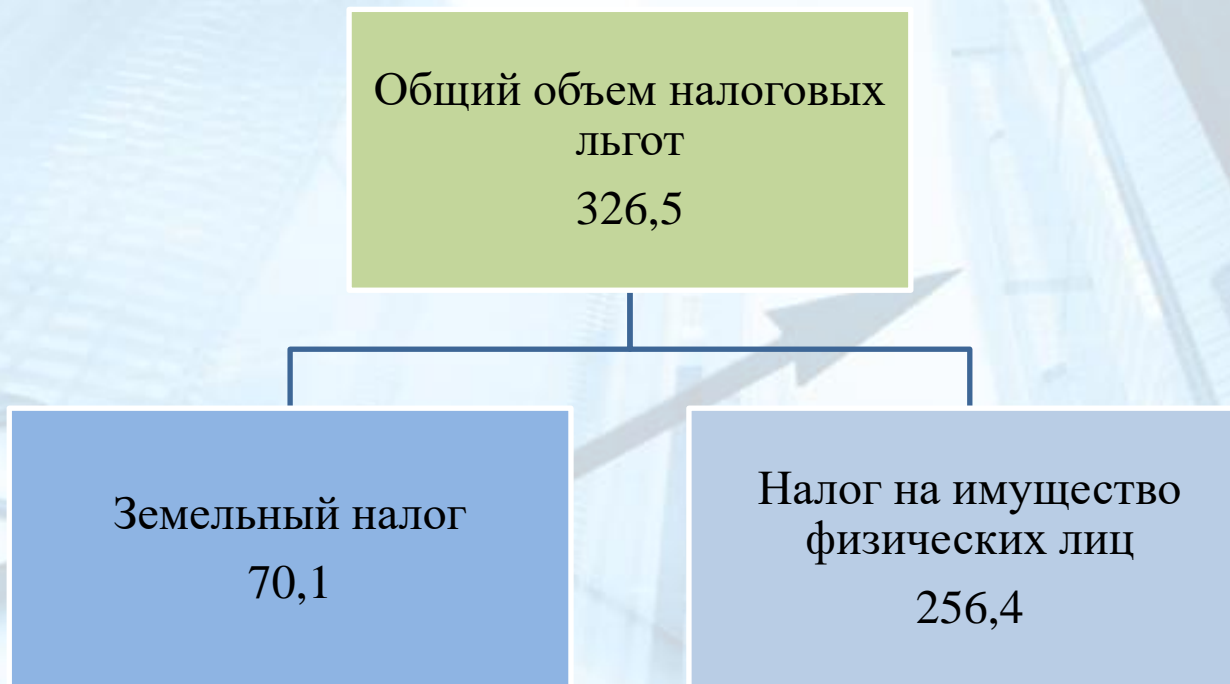 Общий объем налоговых
льгот
326,5
Земельный налог
70,1
Налог на имущество
физических лиц
256,4